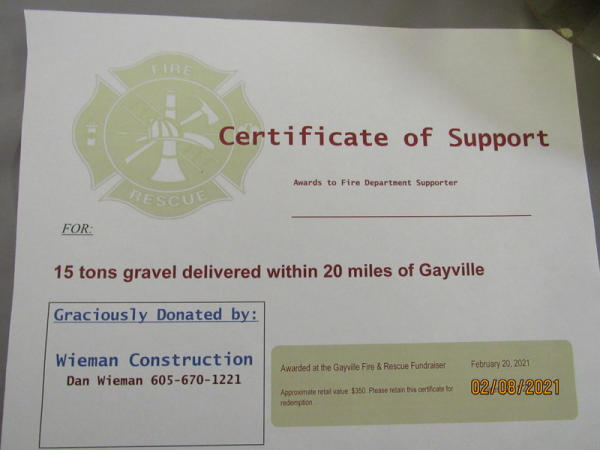 FIRE
RESCUE
Certificate of Support
Awards to Fire Department Supporter
FOR:
15 tons gravel delivered within 20 miles of Gayville
Graciously Donated by:
Wieman Construction
Dan Wieman 605-670-1221
Awarded at the Gayville Fire & Rescue Fundraiser
February 20, 2021
Approximate retail value: $350. Please retain this certificate for
redemption
02/08/2021